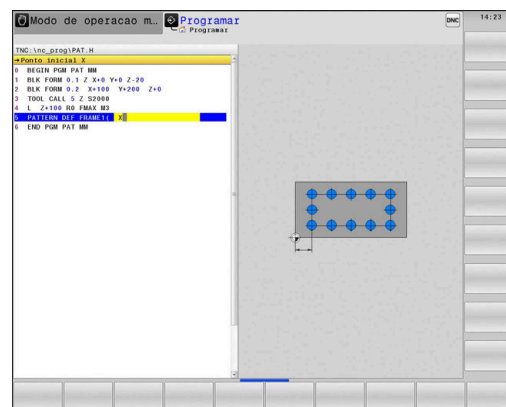 Modo de operacao m…
Programar
Programar
DNC
14:23
TNC:\nc_prog\PAT.H
→Ponto inicial X
0 BEGIN PGM PAT MM
1 BLK FORM 0.1 Z X+0 Y+0 Z-20
2 BLK FORM 0.2 X+100 Y+200 Z+0
3 TOOL CALL 5 Z S2000
4 L Z+100 R0 FMAX M3
5 PATTERN DEF FRAME1( X
6 END PGM PAT MM